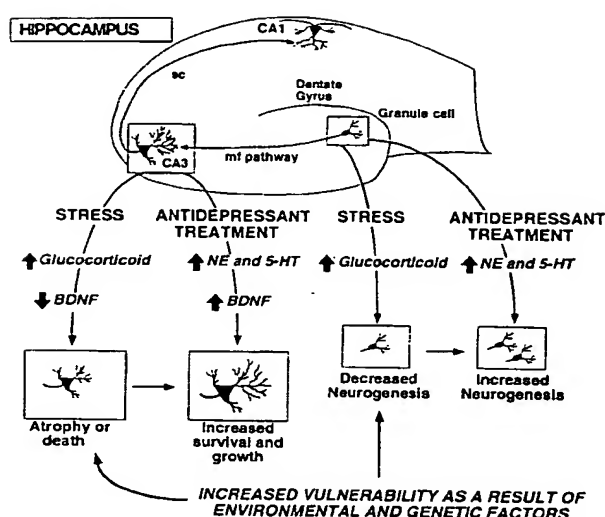 HIPPOCAMPUS
CA1
sc
Dentate
Gyrus
Granule cell
CA3
mf pathway
STRESS
ANTIDEPRESSANT
TREATMENT
STRESS
ANTIDEPRESSANT
TREATMENT
Glucocorticoid
NE and 5-HT
Glucocorticoid
NE and 5-HT
BDNF
BDNF
Decreased
Neurogenesis
Increased
Neurogenesis
Atrophy or
death
Increased
survival and
growth
INCREASED VULNERABILITY AS A RESULT OF
ENVIRONMENTAL AND GENETIC FACTORS